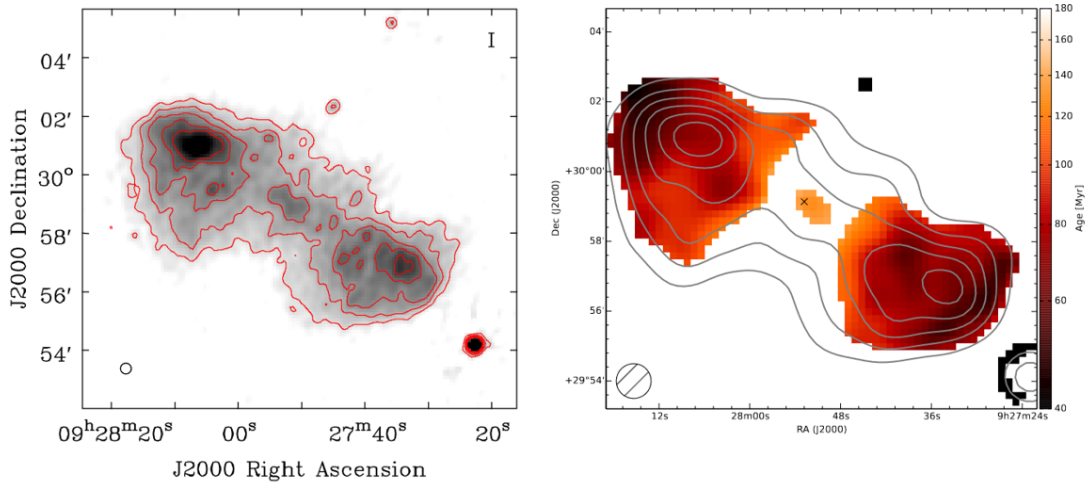 I
04′
02′
30°
58′
56′
54′
J2000 Declination
09ʰ28ᵐ20ˢ
00ˢ
27ᵐ40ˢ
20ˢ
J2000 Right Ascension
04′
02′
+30°00′
58′
56′
+29°54′
Dec (J2000)
12s
28m00s
48s
36s
9h27m24s
RA (J2000)
180
160
140
120
100
80
60
40
Age [Myr]